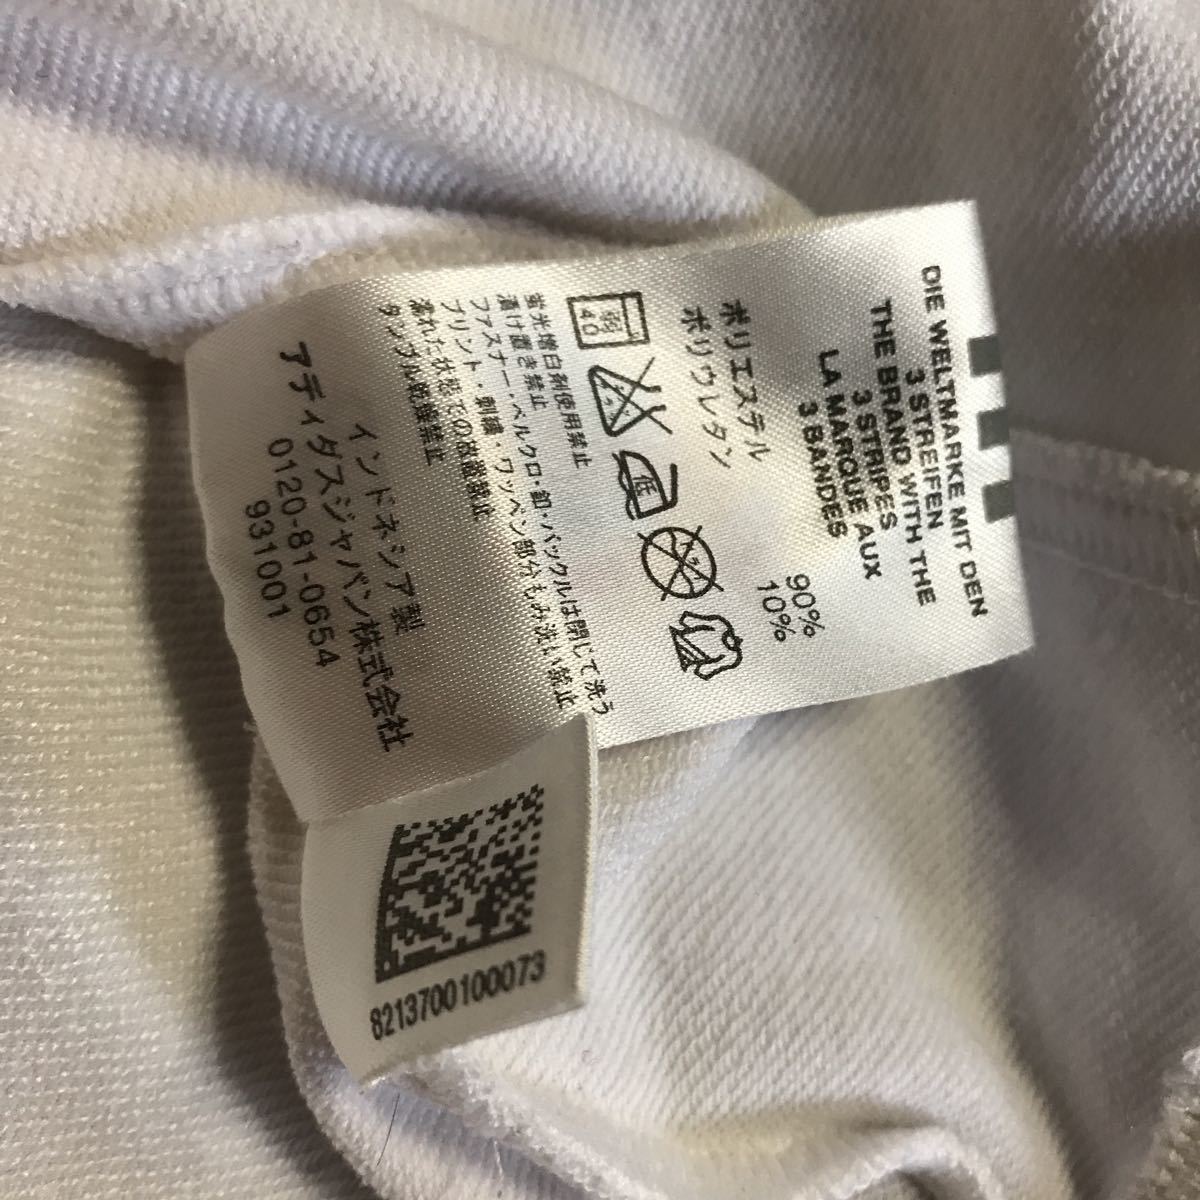 DIE WELTMARKE MIT DEN
3 STREIFEN
THE BRAND WITH THE
3 STRIPES
LA MARQUE AUX
3 BANDES
ポリエステル 90%
ポリウレタン 10%
弱
40
低
蛍光増白剤使用禁止
漬け置き禁止
ファスナー・ベルクロ・釦・バックルは閉じて洗う
プリント・刺繍・ワッペン部分もみ洗い禁止
濡れた状態での放置禁止
タンブル乾燥禁止
インドネシア製
アディダスジャパン株式会社
0120-81-0654
931001
8213700100073